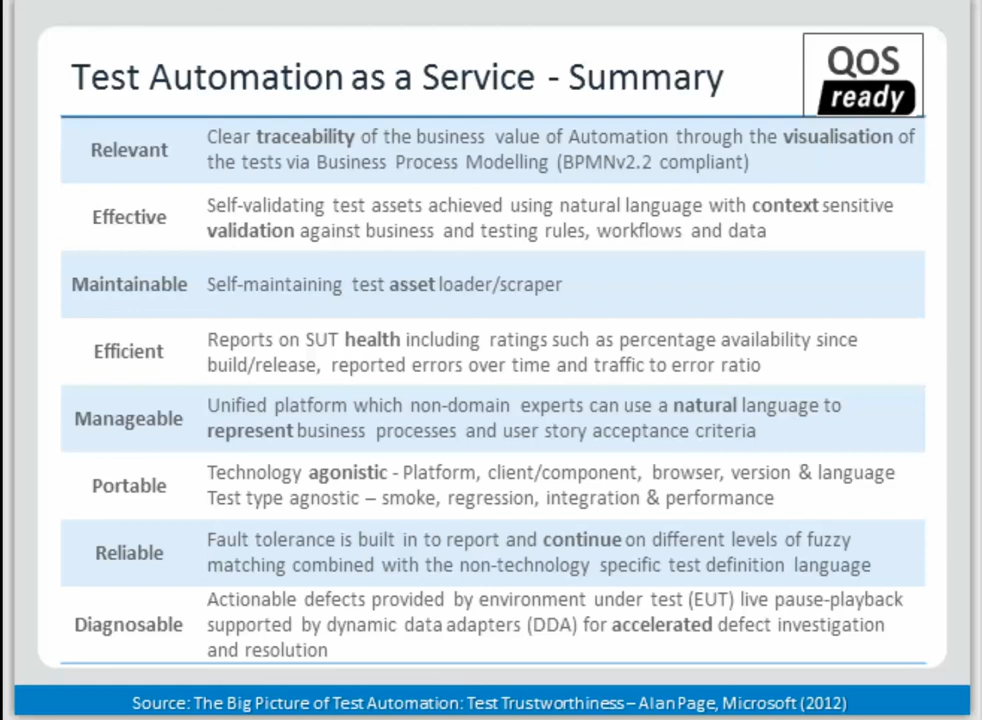 Test Automation as a Service - Summary
QoS
ready
Relevant
Clear traceability of the business value of Automation through the visualisation of
the tests via Business Process Modelling (BPMNv2.2 compliant)
Effective
Self-validating test assets achieved using natural language with context sensitive
validation against business and testing rules, workflows and data
Maintainable
Self-maintaining test asset loader/scraper
Efficient
Reports on SUT health including ratings such as percentage availability since
build/release, reported errors over time and traffic to error ratio
Manageable
Unified platform which non-domain experts can use a natural language to
represent business processes and user story acceptance criteria
Portable
Technology agonistic - Platform, client/component, browser, version & language
Test type agnostic – smoke, regression, integration & performance
Reliable
Fault tolerance is built in to report and continue on different levels of fuzzy
matching combined with the non-technology specific test definition language
Diagnosable
Actionable defects provided by environment under test (EUT) live pause-playback
supported by dynamic data adapters (DDA) for accelerated defect investigation
and resolution
Source: The Big Picture of Test Automation: Test Trustworthiness – Alan Page, Microsoft (2012)